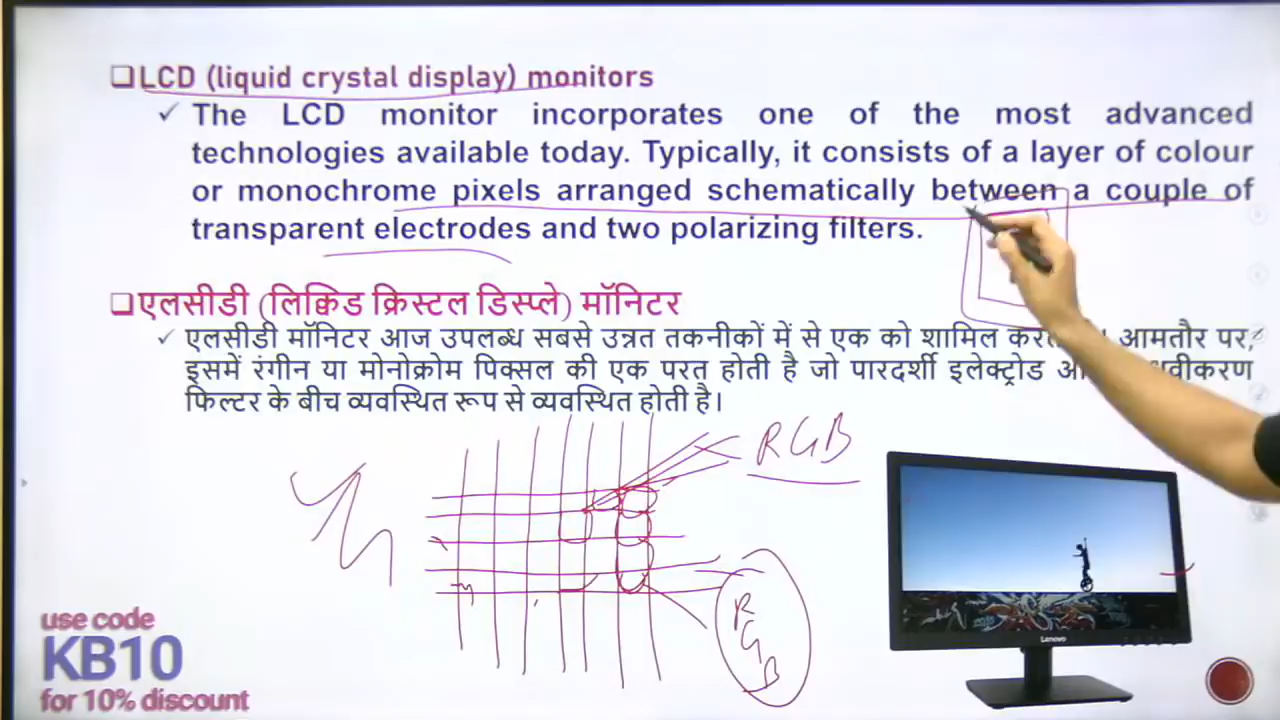 ❑LCD (liquid crystal display) monitors
✓ The LCD monitor incorporates one of the most advanced
technologies available today. Typically, it consists of a layer of colour
or monochrome pixels arranged schematically between a couple of
transparent electrodes and two polarizing filters.
❑एलसीडी (लिक्विड क्रिस्टल डिस्प्ले) मॉनिटर
✓ एलसीडी मॉनिटर आज उपलब्ध सबसे उन्नत तकनीकों में से एक को शामिल आमतौर पर,
इसमें रंगीन या मोनोक्रोम पिक्सल की एक परत होती है जो पारदर्शी इलेक्ट्रोड
फिल्टर के बीच व्यवस्थित रूप से व्यवस्थित होती है।
RGB
R
G
B
Lenovo
use code
KB10
for 10% discount